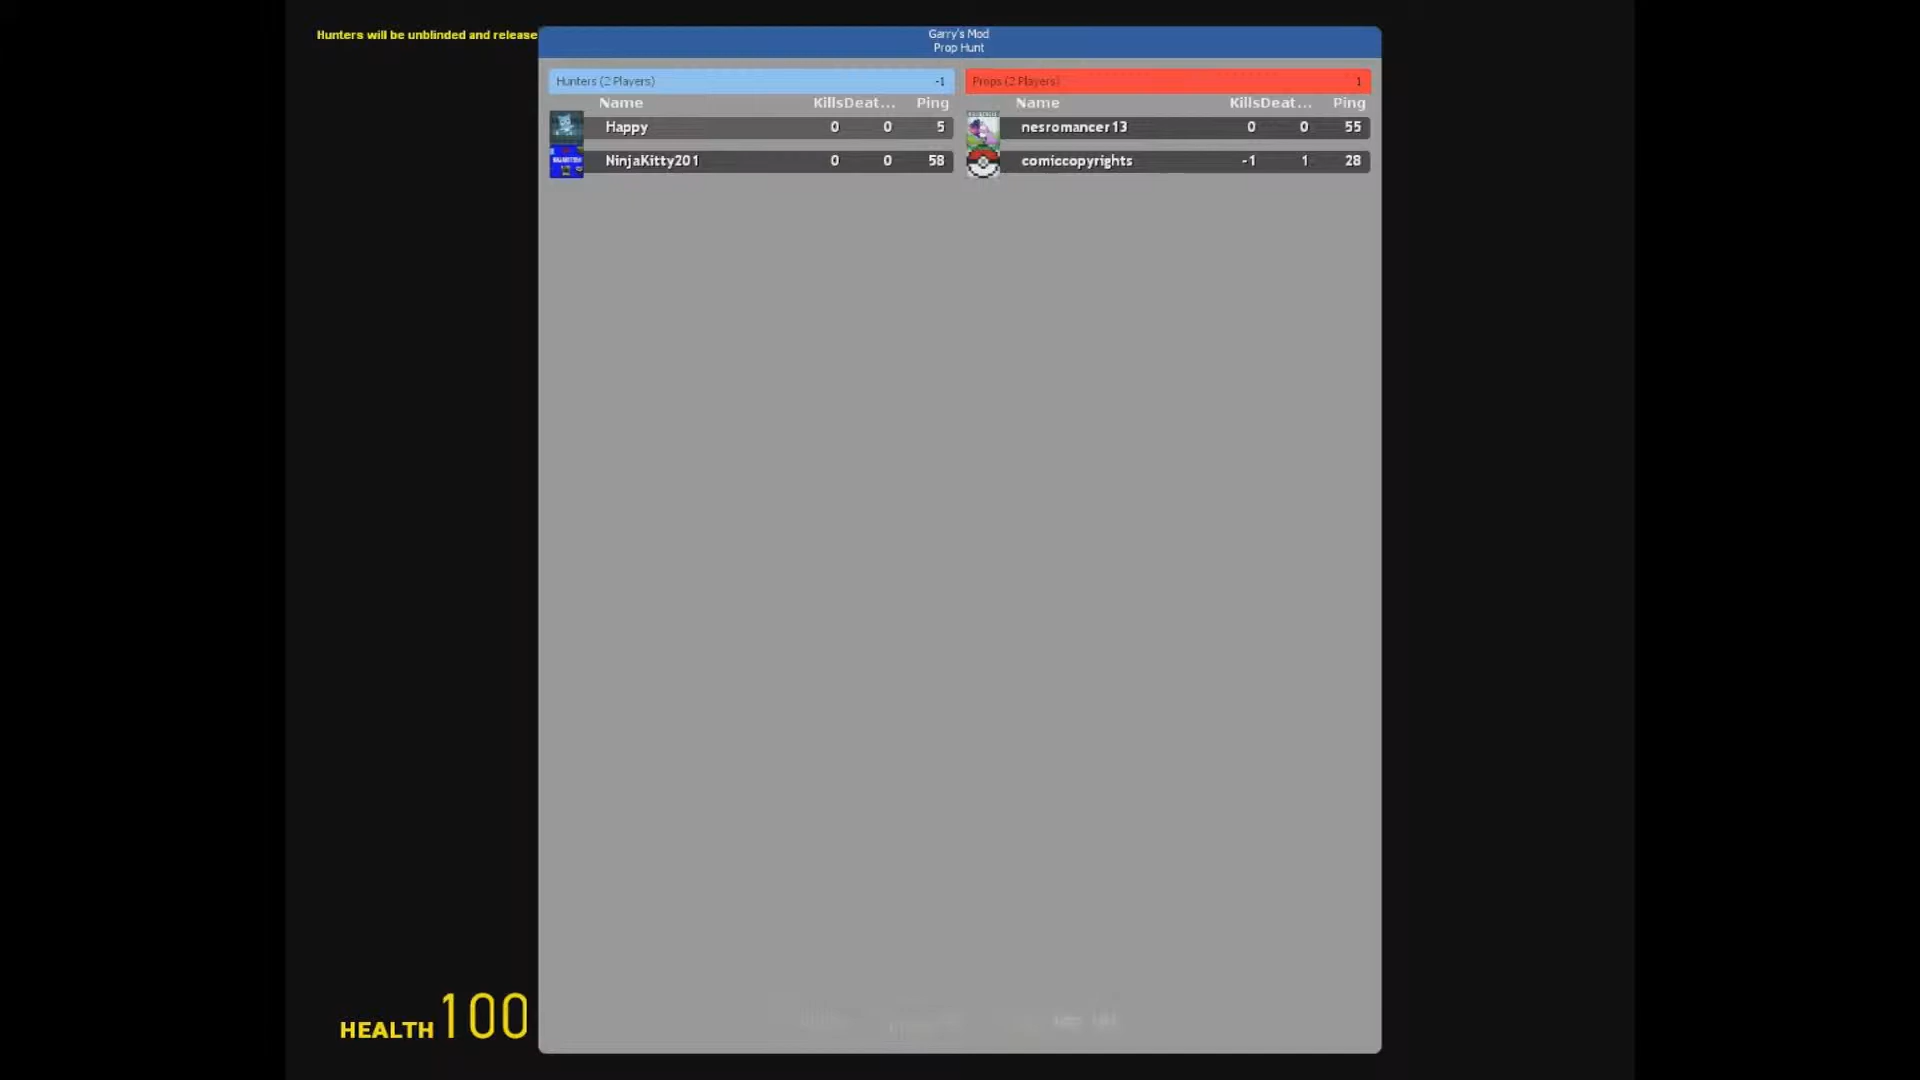 Hunters will be unblinded and release
Garry's Mod
Prop Hunt
Hunters (2 Players) -1
Name KillsDeat... Ping
Happy 0 0 5
NinjaKitty201 0 0 58
Props (2 Players) 1
Name KillsDeat... Ping
nesromancer13 0 0 55
comiccopyrights -1 1 28
HEALTH 100